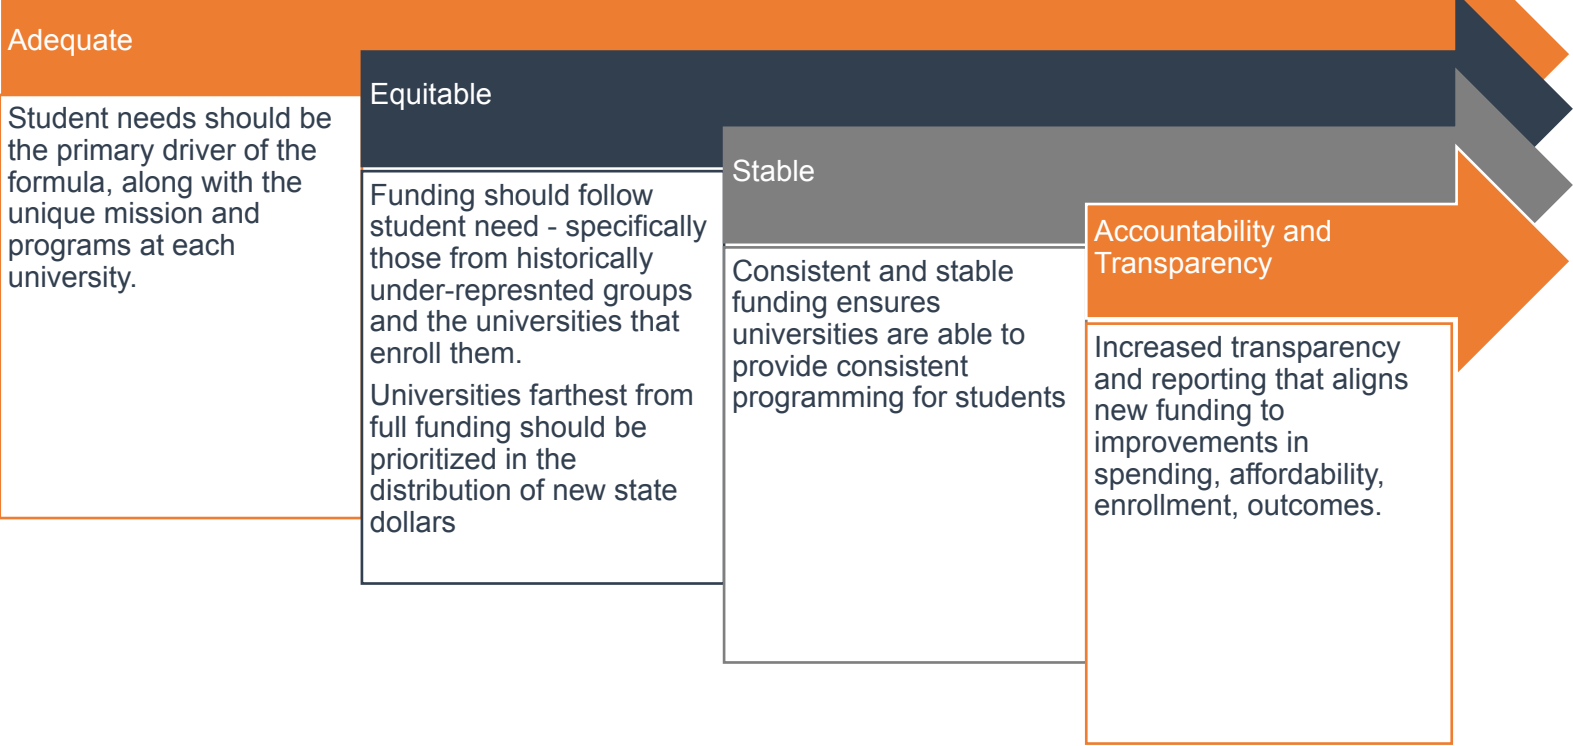 Adequate
Student needs should be
the primary driver of the
formula, along with the
unique mission and
programs at each
university.
Equitable
Funding should follow
student need - specifically
those from historically
under-represnted groups
and the universities that
enroll them.
Universities farthest from
full funding should be
prioritized in the
distribution of new state
dollars
Stable
Consistent and stable
funding ensures
universities are able to
provide consistent
programming for students
Accountability and
Transparency
Increased transparency
and reporting that aligns
new funding to
improvements in
spending, affordability,
enrollment, outcomes.